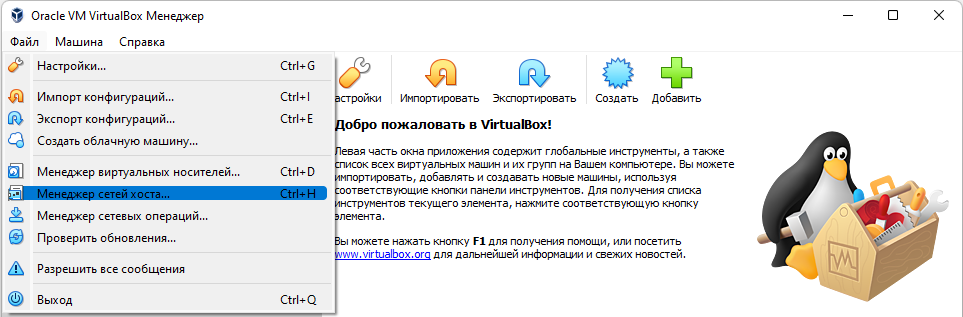 Oracle VM VirtualBox Менеджер
Файл Машина Справка
Настройки... Ctrl+G
Импорт конфигураций... Ctrl+I
Экспорт конфигураций... Ctrl+E
Создать облачную машину...
Менеджер виртуальных носителей... Ctrl+D
Менеджер сетей хоста... Ctrl+H
Менеджер сетевых операций...
Проверить обновления...
Разрешить все сообщения
Выход Ctrl+Q
астройки Импортировать Экспортировать Создать Добавить
Добро пожаловать в VirtualBox!
Левая часть окна приложения содержит глобальные инструменты, а также
список всех виртуальных машин и их групп на Вашем компьютере. Вы можете
импортировать, добавлять и создавать новые машины, используя
соответствующие кнопки панели инструментов. Для получения списка
инструментов текущего элемента, нажмите соответствующую кнопку
элемента.
Вы можете нажать кнопку F1 для получения помощи, или посетить
www.virtualbox.org для дальнейшей информации и свежих новостей.